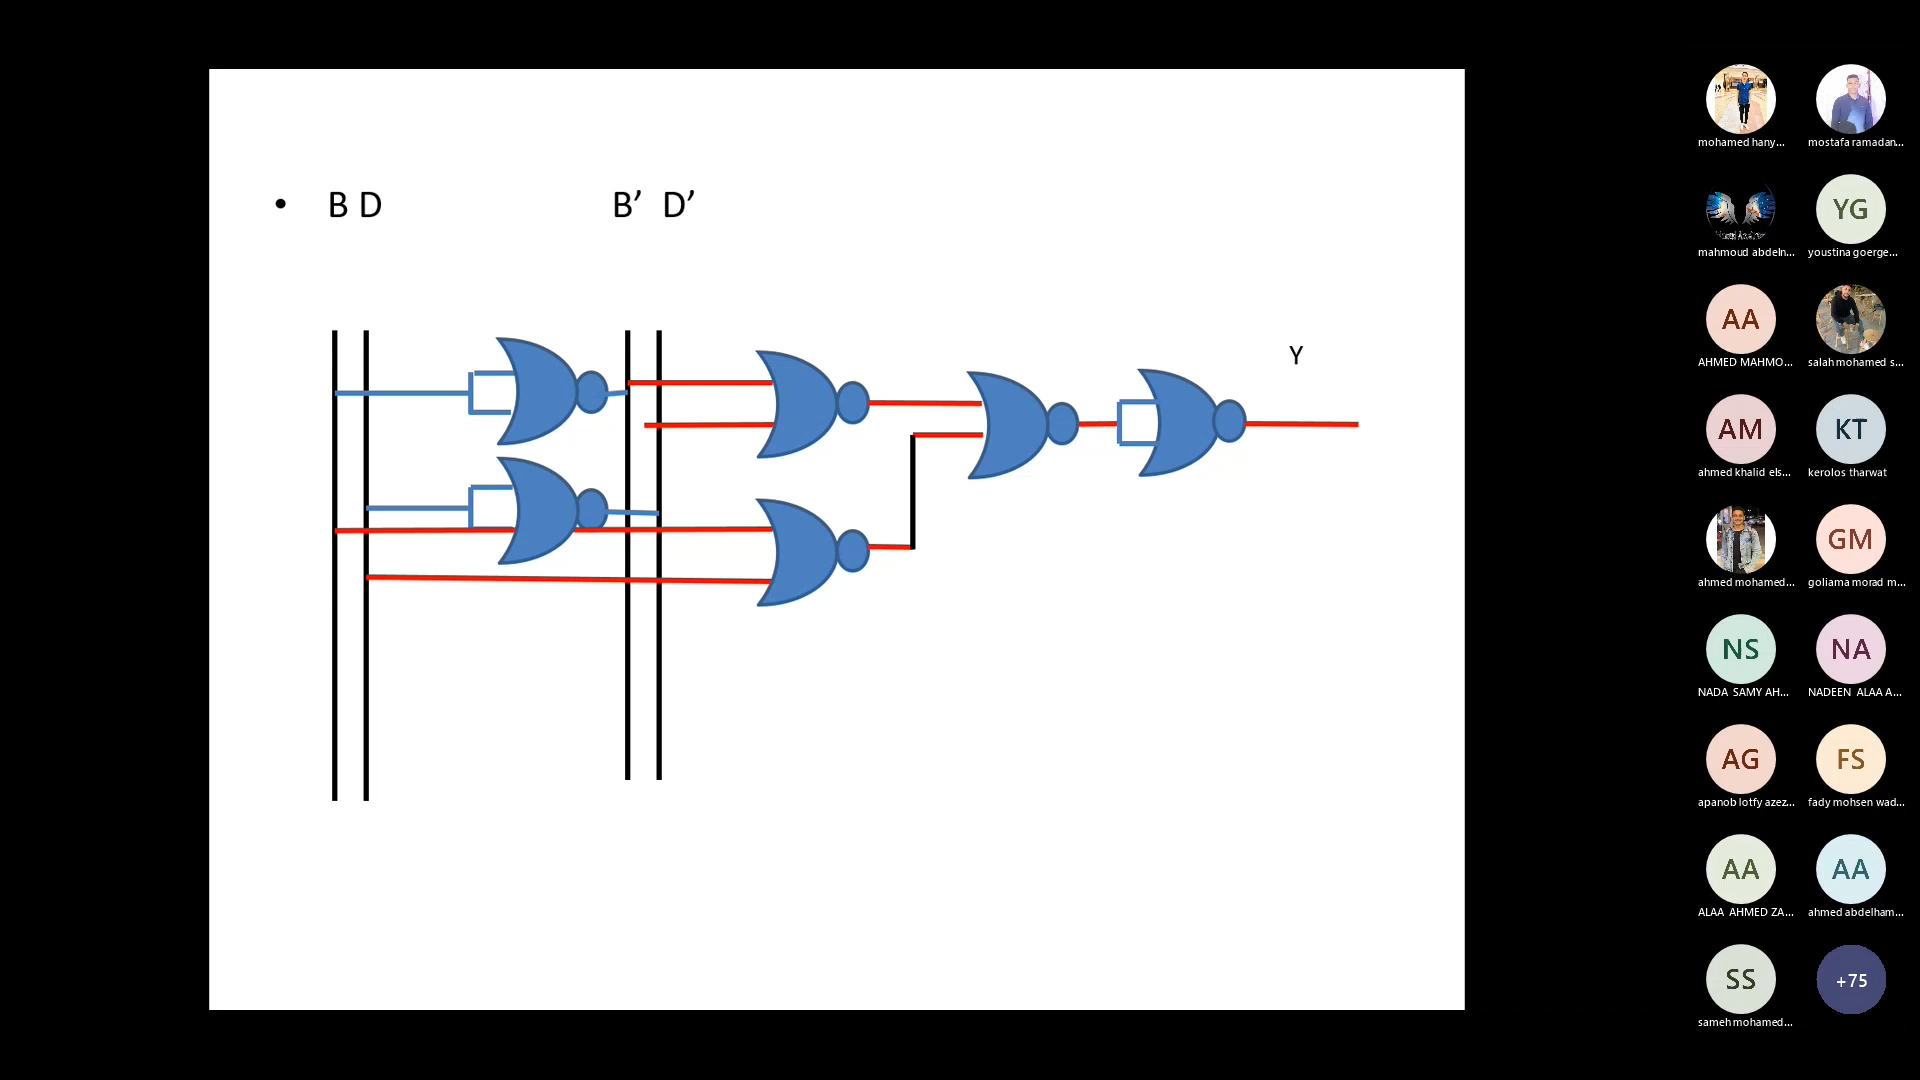 • B D B’ D’
Y
mohamed hany...
mostafa ramadan...
mahmoud abdeln...
YG
youstina goerge...
AA
AHMED MAHMO...
salah mohamed s...
AM
ahmed khalid els...
KT
kerolos tharwat
ahmed mohamed...
GM
goliama morad m...
NS
NADA SAMY AH...
NA
NADEEN ALAA A...
AG
apanob lotfy azez...
FS
fady mohsen wad...
AA
ALAA AHMED ZA...
AA
ahmed abdelham...
SS
sameh mohamed...
+75